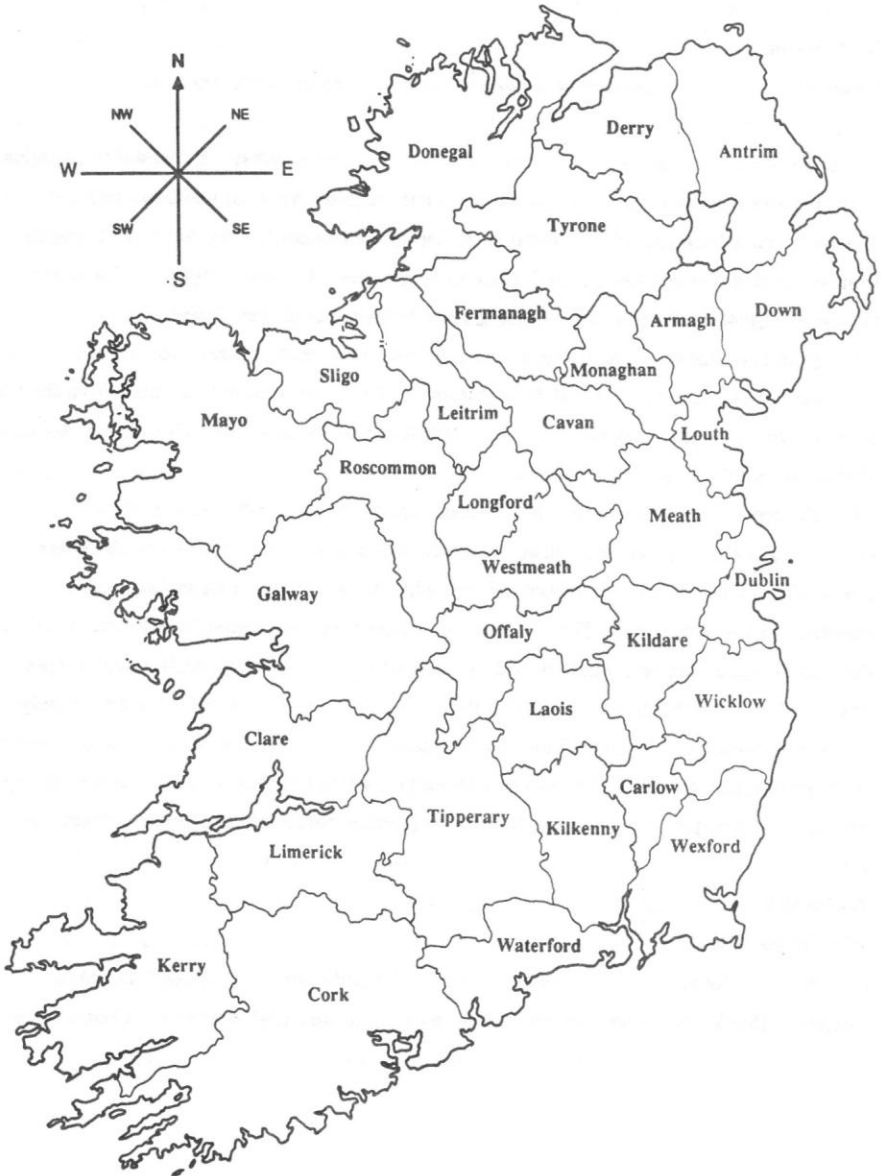 N
NW NE
W E
SW SE
S
Donegal
Derry
Antrim
Tyrone
Fermanagh
Armagh
Down
Monaghan
Sligo
Leitrim
Cavan
Mayo
Louth
Roscommon
Longford
Meath
Westmeath
Dublin
Galway
Offaly
Kildare
Laois
Wicklow
Clare
Carlow
Tipperary
Kilkenny
Limerick
Wexford
Waterford
Kerry
Cork